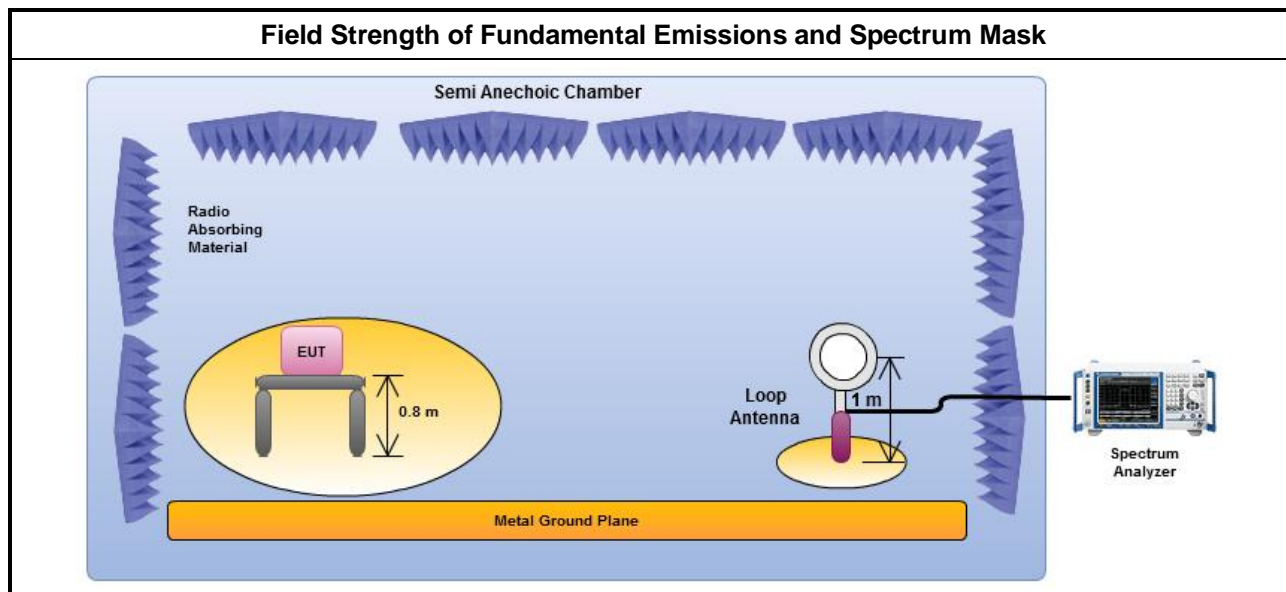 Field Strength of Fundamental Emissions and Spectrum Mask
Semi Anechoic Chamber
Radio
Absorbing
Material
EUT
0.8 m
Loop
Antenna
1 m
Spectrum
Analyzer
Metal Ground Plane